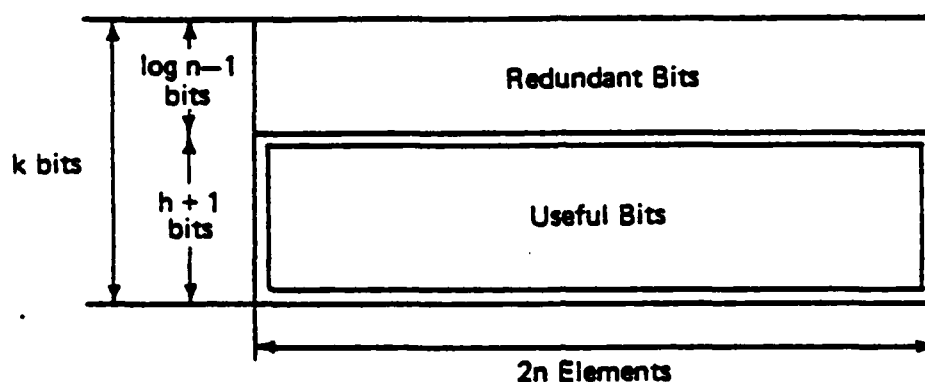 log n–1
bits
Redundant Bits
k bits
h + 1
bits
Useful Bits
2n Elements